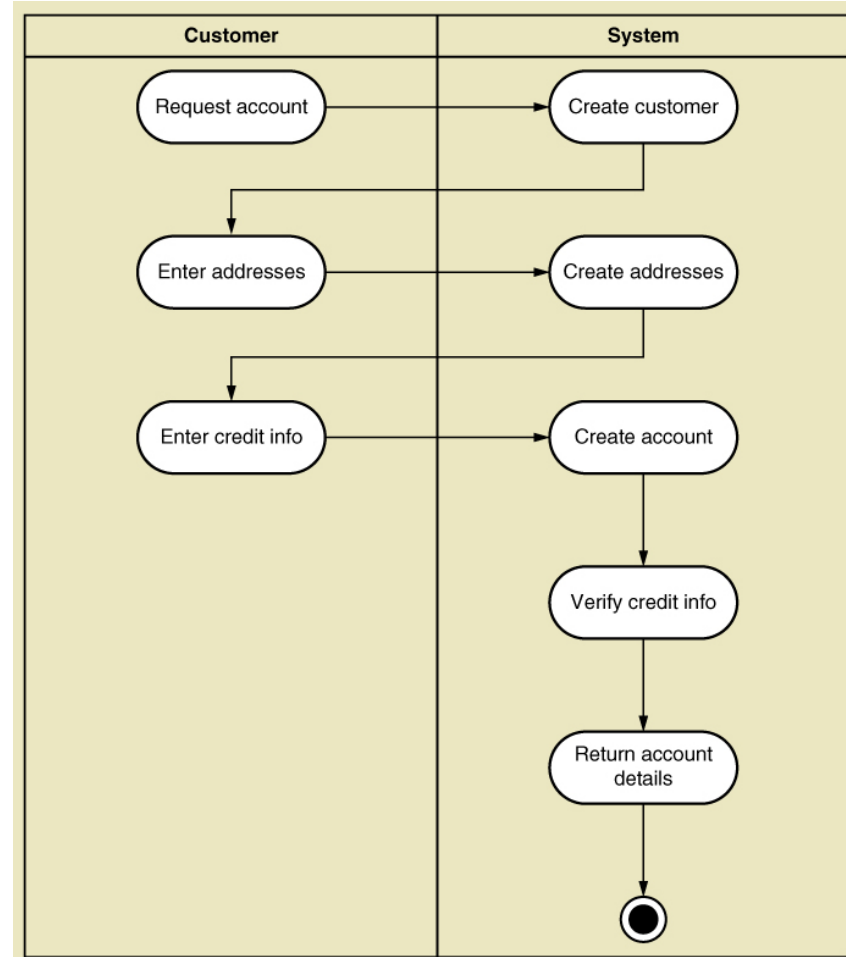 Customer
System
Request account
Create customer
Enter addresses
Create addresses
Enter credit info
Create account
Verify credit info
Return account
details